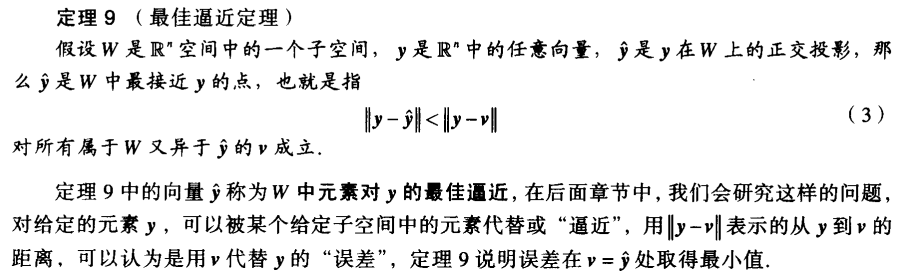 定理 9 （最佳逼近定理）
假设 W 是 ℝⁿ 空间中的一个子空间， y 是 ℝⁿ 中的任意向量， ŷ 是 y 在 W 上的正交投影，那
么 ŷ 是 W 中最接近 y 的点，也就是指
‖y − ŷ‖ < ‖y − v‖ （3）
对所有属于 W 又异于 ŷ 的 v 成立.
定理 9 中的向量 ŷ 称为 W 中元素对 y 的最佳逼近，在后面章节中，我们会研究这样的问题，
对给定的元素 y ，可以被某个给定子空间中的元素代替或“逼近”，用 ‖y − v‖ 表示的从 y 到 v 的
距离，可以认为是用 v 代替 y 的“误差”，定理 9 说明误差在 v = ŷ 处取得最小值.